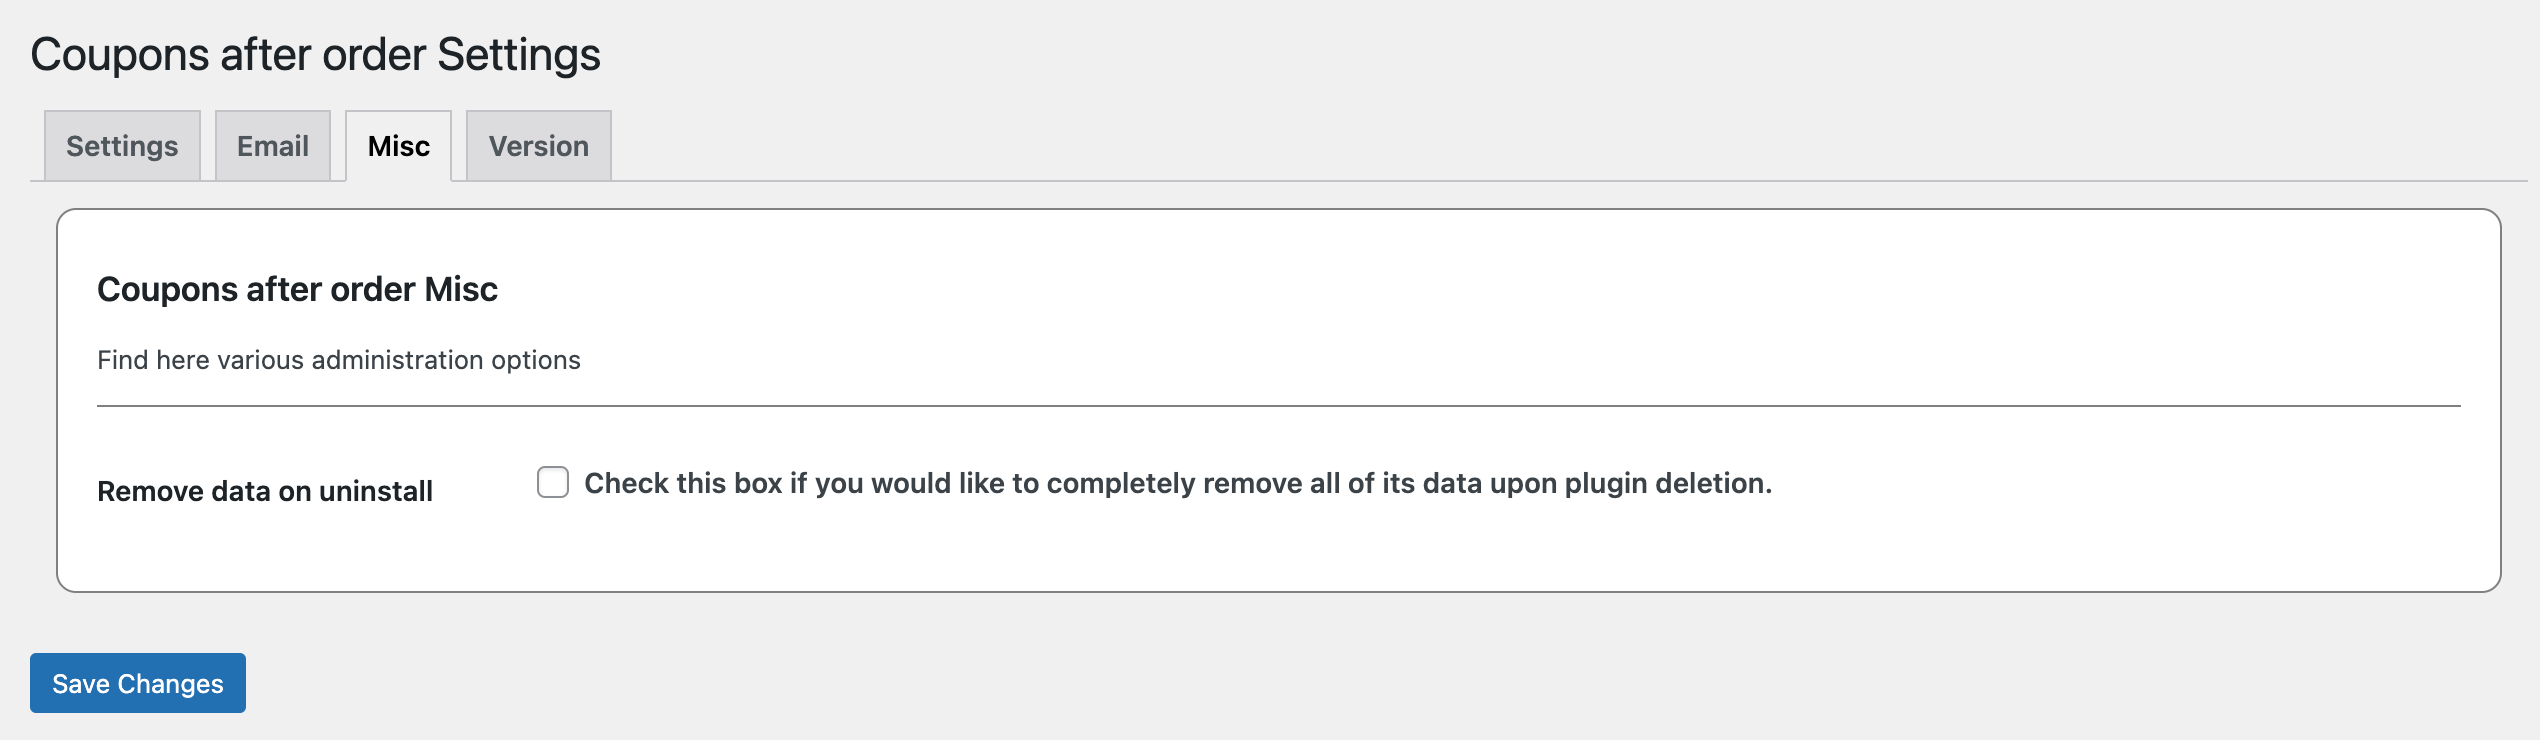 Coupons after order Settings
Settings Email Misc Version
Coupons after order Misc
Find here various administration options
Remove data on uninstall Check this box if you would like to completely remove all of its data upon plugin deletion.
Save Changes